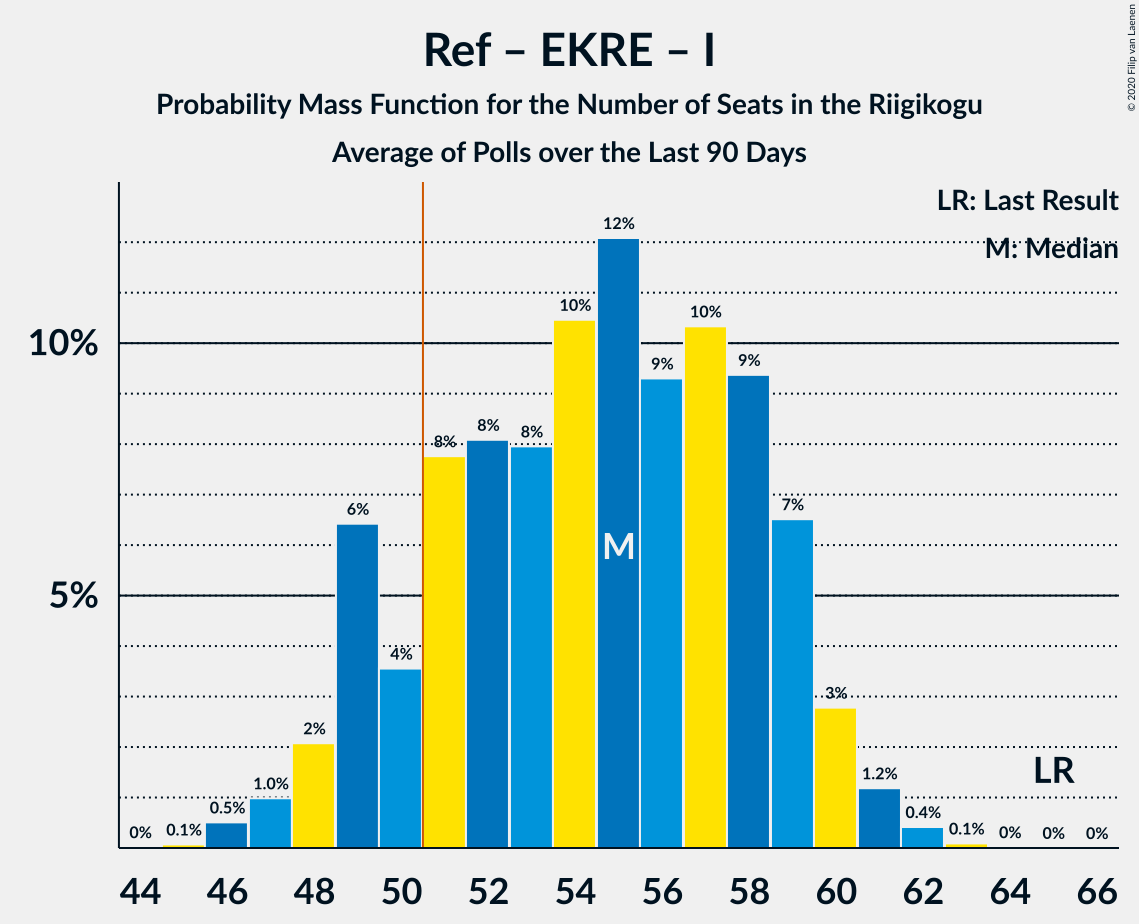 Ref – EKRE – I
Probability Mass Function for the Number of Seats in the Riigikogu
Average of Polls over the Last 90 Days
© 2020 Filip van Laenen
LR: Last Result
M: Median
10%
5%
0%
0.1%
0.5%
1.0%
2%
6%
4%
8%
8%
8%
10%
12%
9%
10%
9%
7%
3%
1.2%
0.4%
0.1%
0%
0%
0%
M
LR
44 46 48 50 52 54 56 58 60 62 64 66